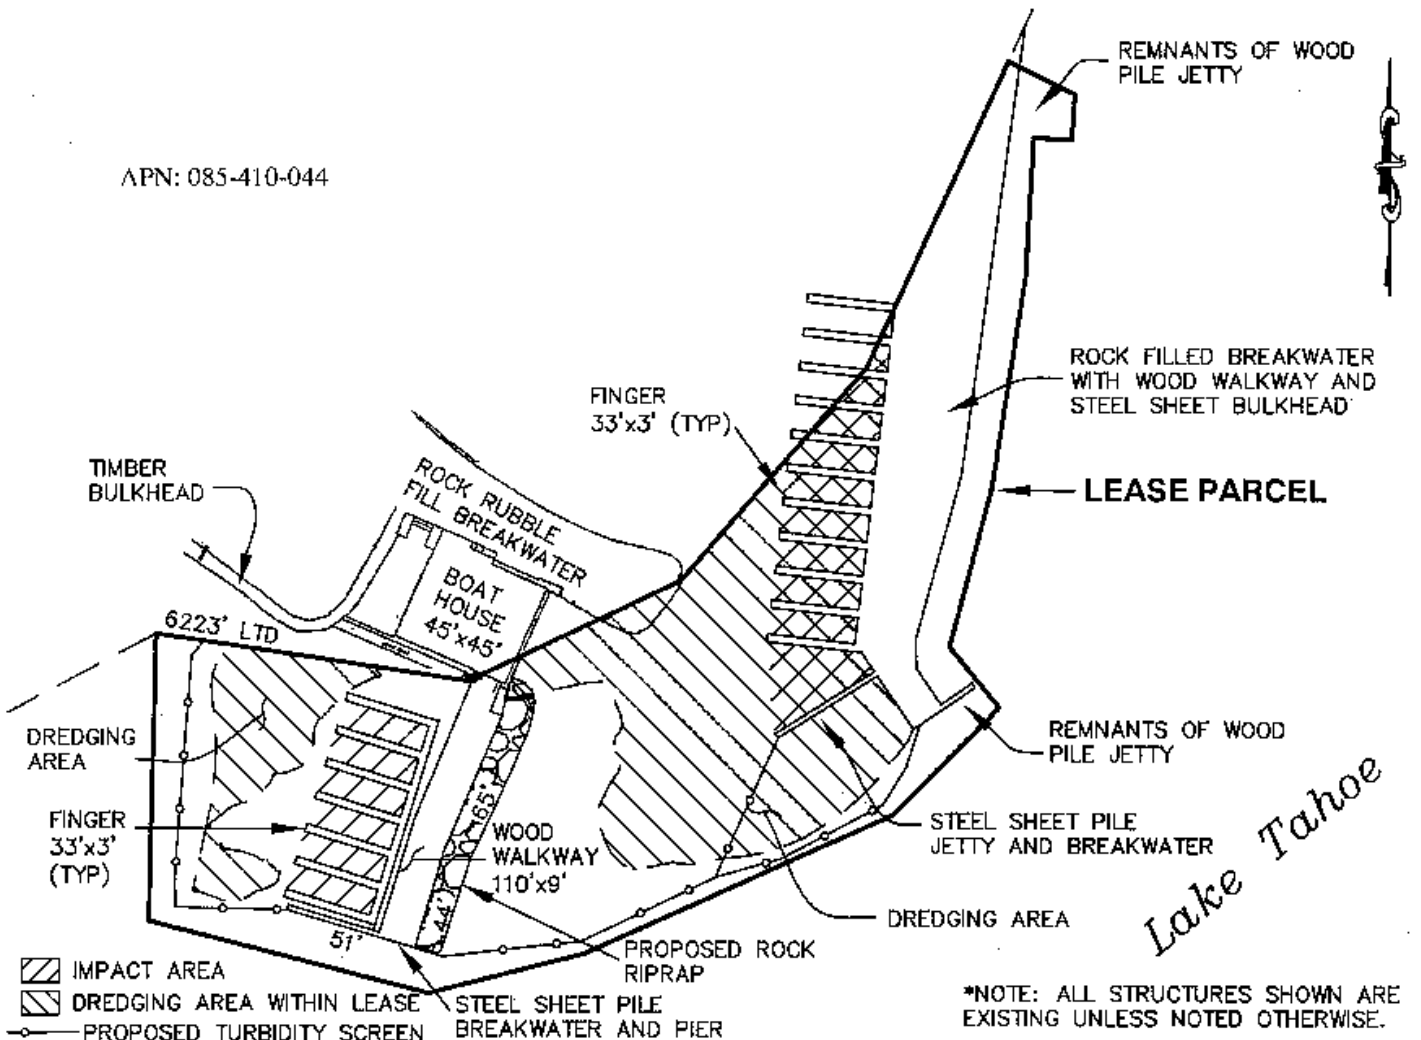 REMNANTS OF WOOD
PILE JETTY
APN: 085-410-044
ROCK FILLED BREAKWATER
WITH WOOD WALKWAY AND
STEEL SHEET BULKHEAD
FINGER
33'x3' (TYP)
LEASE PARCEL
TIMBER
BULKHEAD
ROCK RUBBLE
FILL BREAKWATER
BOAT
HOUSE
45'x45'
6223' LTD
DREDGING
AREA
REMNANTS OF WOOD
PILE JETTY
FINGER
33'x3'
(TYP)
65'
WOOD
WALKWAY
110'x9'
STEEL SHEET PILE
JETTY AND BREAKWATER
Lake Tahoe
44'
51'
DREDGING AREA
PROPOSED ROCK
RIPRAP
IMPACT AREA
DREDGING AREA WITHIN LEASE
PROPOSED TURBIDITY SCREEN
STEEL SHEET PILE
BREAKWATER AND PIER
*NOTE: ALL STRUCTURES SHOWN ARE
EXISTING UNLESS NOTED OTHERWISE.